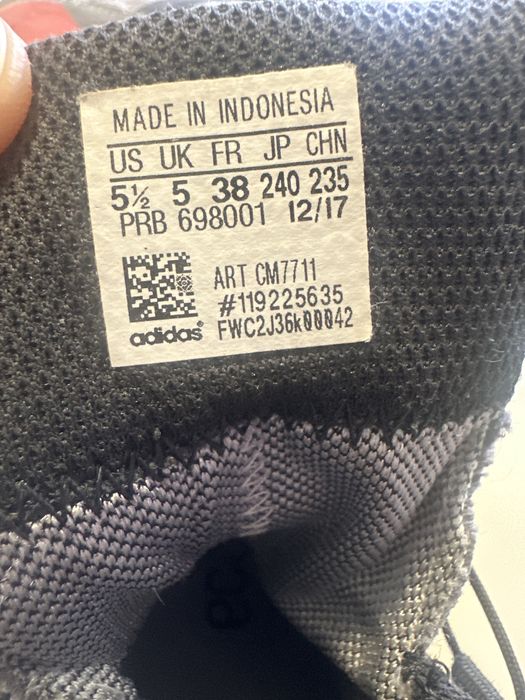 MADE IN INDONESIA
US UK FR JP CHN
5½ 5 38 240 235
PRB 698001 12/17
ART CM7711
#119225635
adidas® FWC2J36k00042